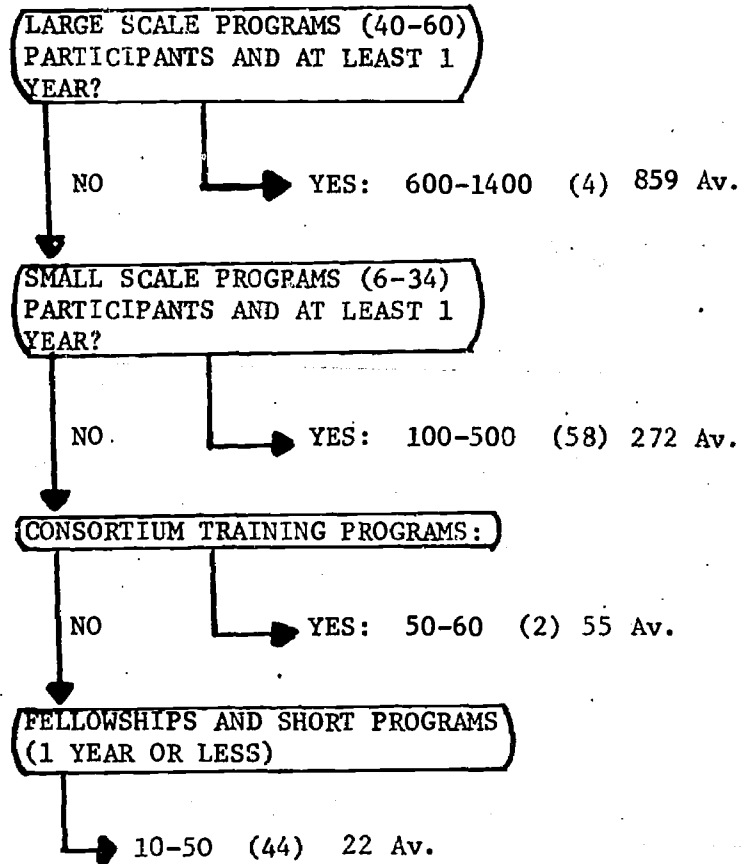 LARGE SCALE PROGRAMS (40-60)
PARTICIPANTS AND AT LEAST 1
YEAR?
NO
YES: 600-1400 (4) 859 Av.
SMALL SCALE PROGRAMS (6-34)
PARTICIPANTS AND AT LEAST 1
YEAR?
NO
YES: 100-500 (58) 272 Av.
CONSORTIUM TRAINING PROGRAMS:
NO
YES: 50-60 (2) 55 Av.
FELLOWSHIPS AND SHORT PROGRAMS
(1 YEAR OR LESS)
10-50 (44) 22 Av.